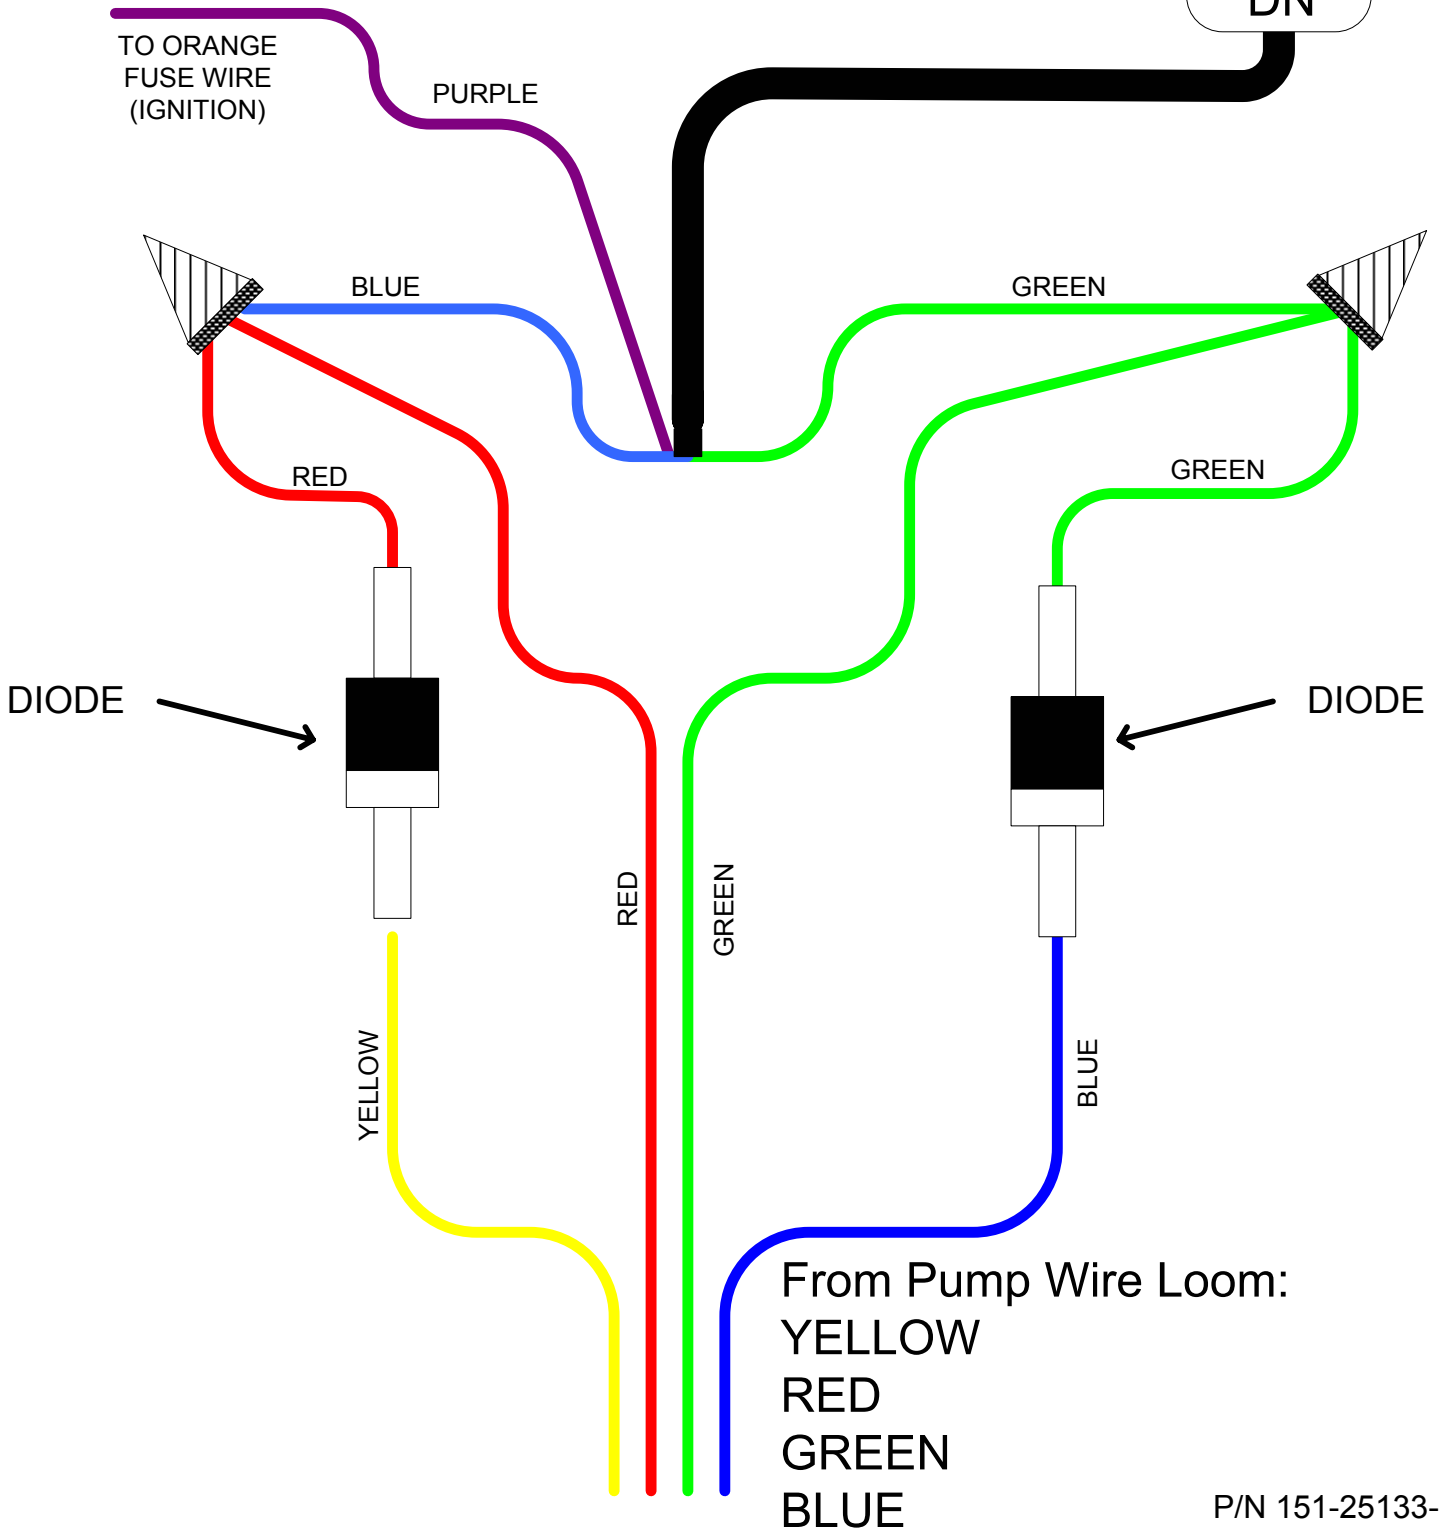 DN
TO ORANGE
FUSE WIRE
(IGNITION)
PURPLE
BLUE
GREEN
RED
GREEN
DIODE
DIODE
RED
GREEN
YELLOW
BLUE
From Pump Wire Loom:
YELLOW
RED
GREEN
BLUE
P/N 151-25133-